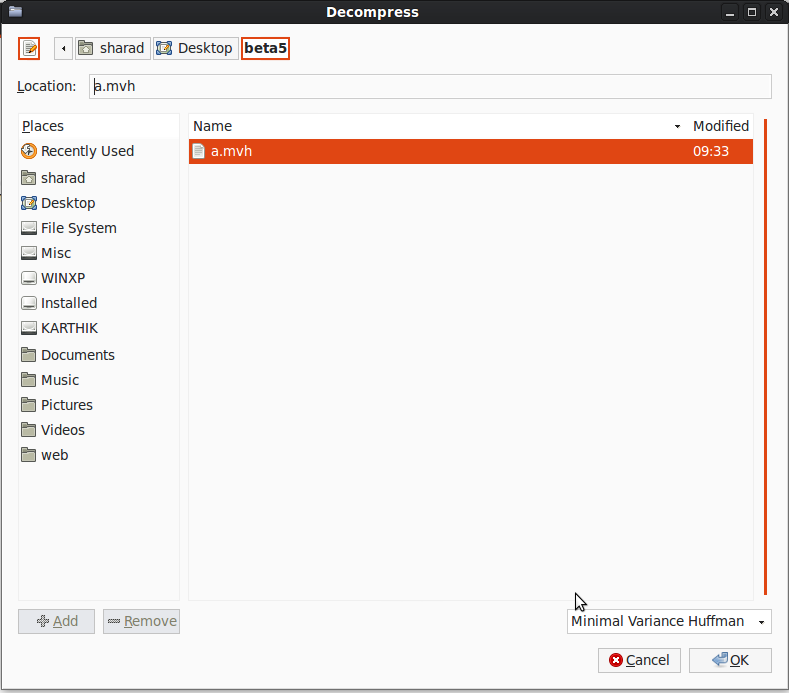 Decompress
sharad Desktop beta5
Location: a.mvh
Places
Recently Used
sharad
Desktop
File System
Misc
WINXP
Installed
KARTHIK
Documents
Music
Pictures
Videos
web
Name Modified
a.mvh 09:33
Add Remove Minimal Variance Huffman
Cancel OK